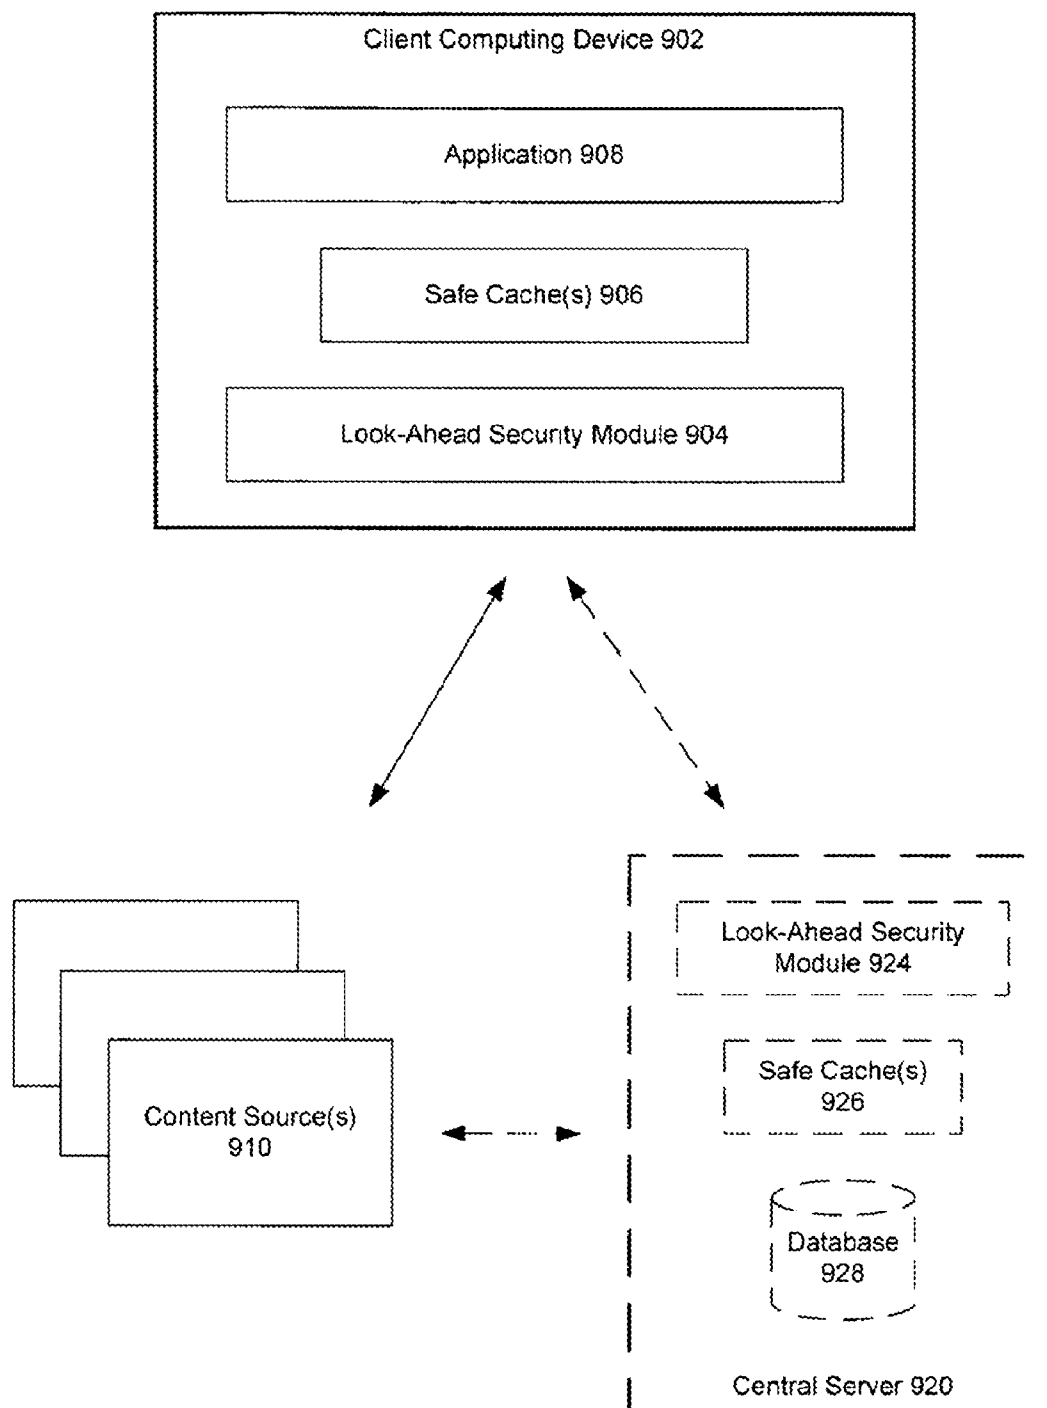 Client Computing Device 902
Application 908
Safe Cache(s) 906
Look-Ahead Security Module 904
Look-Ahead Security
Module 924
Safe Cache(s)
926
Content Source(s)
910
Database
928
Central Server 920